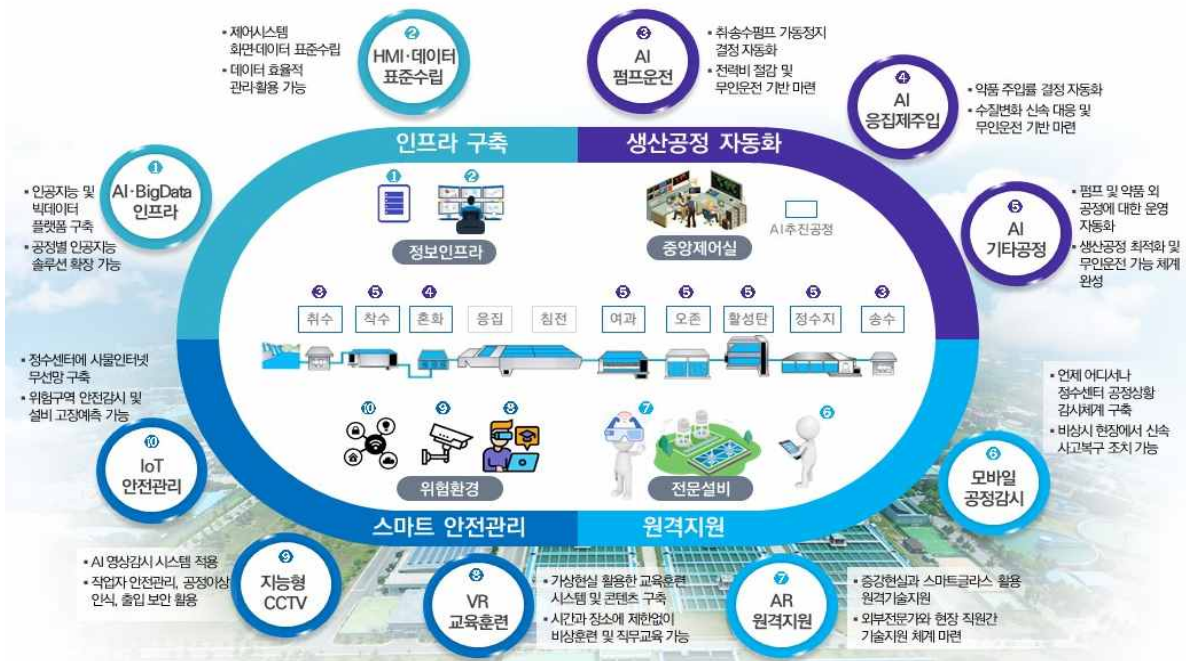 ❶
AI·BigData
인프라
▪ 인공지능 및
빅데이터
플랫폼 구축
▪ 공정별 인공지능
솔루션 확장 가능
❷
HMI·데이터
표준수립
▪ 제어시스템
화면·데이터 표준수립
▪ 데이터 효율적
관리·활용 가능
❸
AI
펌프운전
▪ 취·송수펌프 가동정지
결정 자동화
▪ 전력비 절감 및
무인운전 기반 마련
❹
AI
응집제주입
▪ 약품 주입률 결정 자동화
▪ 수질변화 신속 대응 및
무인운전 기반 마련
❺
AI
기타공정
▪ 펌프 및 약품 외
공정에 대한 운영
자동화
▪ 생산공정 최적화 및
무인운전 가능 체계
완성
인프라 구축
생산공정 자동화
❶ ❷
정보인프라
중앙제어실
AI추진공정
❸ ❺ ❹ ❺ ❺ ❺ ❺ ❸
취수 착수 혼화 응집 침전 여과 오존 활성탄 정수지 송수
❿ ❾ ❽ ❼ ❻
위험환경
전문설비
스마트 안전관리
원격지원
❻
모바일
공정감시
▪ 언제 어디서나
정수센터 공정상황
감시체계 구축
▪ 비상시 현장에서 신속
사고복구 조치 가능
❼
AR
원격지원
▪ 증강현실과 스마트글라스 활용
원격기술지원
▪ 외부전문가와 현장 직원간
기술지원 체계 마련
❽
VR
교육훈련
▪ 가상현실 활용한 교육훈련
시스템 및 콘텐츠 구축
▪ 시간과 장소에 제한없이
비상훈련 및 직무교육 가능
❾
지능형
CCTV
▪ AI 영상감시 시스템 적용
▪ 작업자 안전관리, 공정이상
인식, 출입 보안 활용
❿
IoT
안전관리
▪ 정수센터에 사물인터넷
무선망 구축
▪ 위험구역 안전감시 및
설비 고장예측 가능